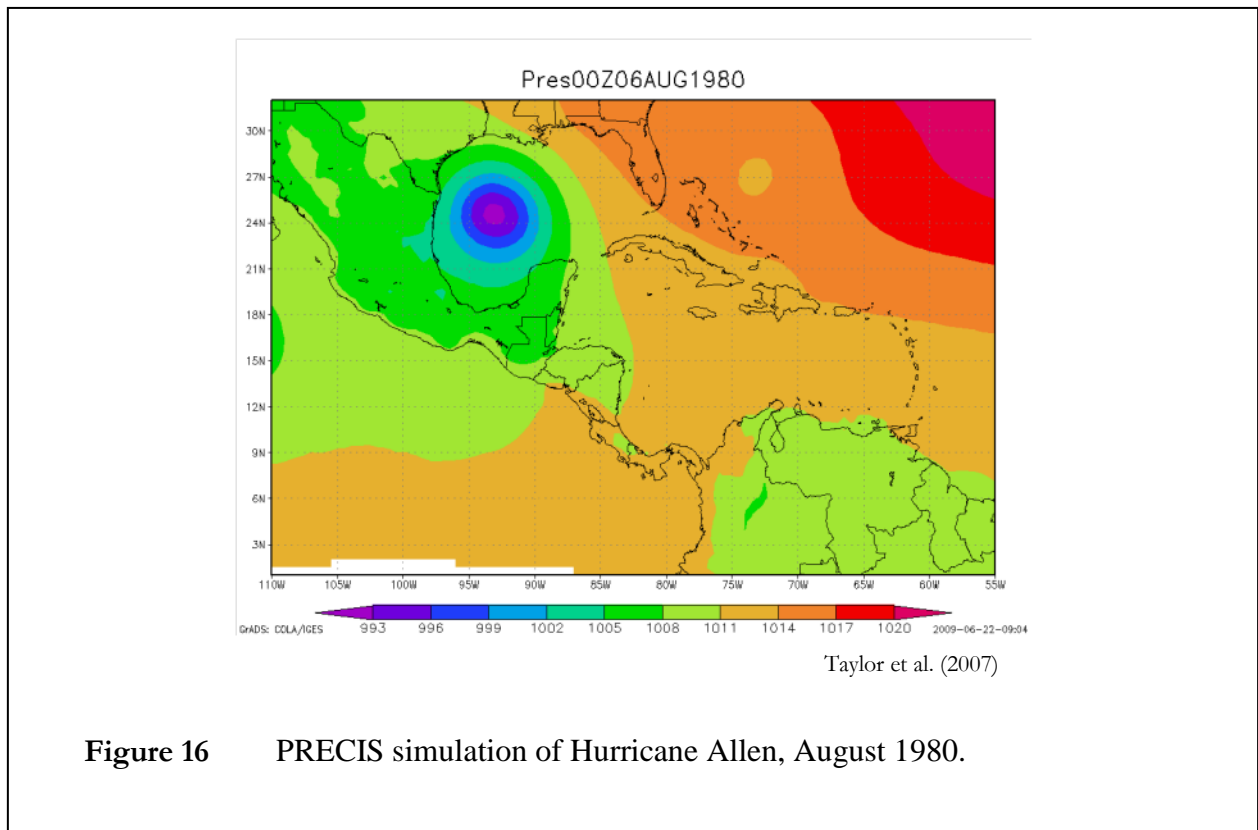 Pres00Z06AUG1980
30N
27N
24N
21N
18N
15N
12N
9N
6N
3N
110W 105W 100W 95W 90W 85W 80W 75W 70W 65W 60W 55W
993 996 999 1002 1005 1008 1011 1014 1017 1020
GrADS: COLA/IGES 2009-06-22-09:04
Taylor et al. (2007)
Figure 16 PRECIS simulation of Hurricane Allen, August 1980.